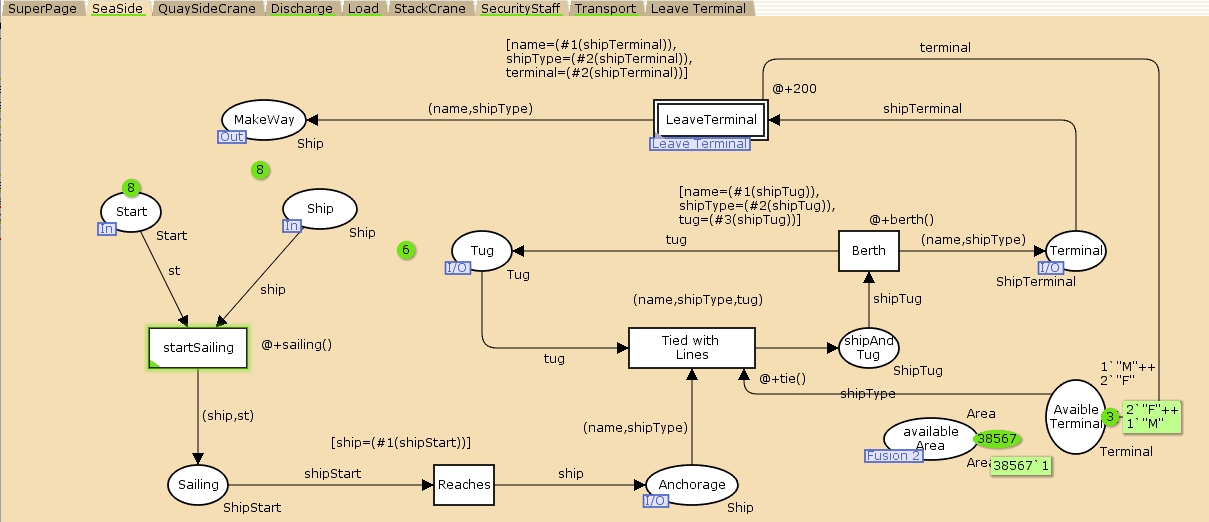 SuperPage SeaSide QuaySideCrane Discharge Load StackCrane SecurityStaff Transport Leave Terminal
[name=(#1(shipTerminal)),
shipType=(#2(shipTerminal)),
terminal=(#2(shipTerminal))]
terminal
@+200
MakeWay
Out
Ship
(name,shipType)
LeaveTerminal
Leave Terminal
shipTerminal
8
8
Start
In
Start
Ship
In
Ship
[name=(#1(shipTug)),
shipType=(#2(shipTug)),
tug=(#3(shipTug))]
@+berth()
6
Tug
I/O
Tug
tug
Berth
(name,shipType)
Terminal
I/O
ShipTerminal
st
ship
(name,shipType,tug)
shipTug
startSailing
@+sailing()
tug
Tied with
Lines
shipAnd
Tug
ShipTug
@+tie()
shipType
1`"M"++
2`"F"
Avaible
Terminal
3
2`"F"++
1`"M"
Terminal
(ship,st)
[ship=(#1(shipStart))]
(name,shipType)
Area
available
Area
38567
Fusion 2
Area
38567`1
Sailing
ShipStart
shipStart
Reaches
ship
Anchorage
I/O
Ship